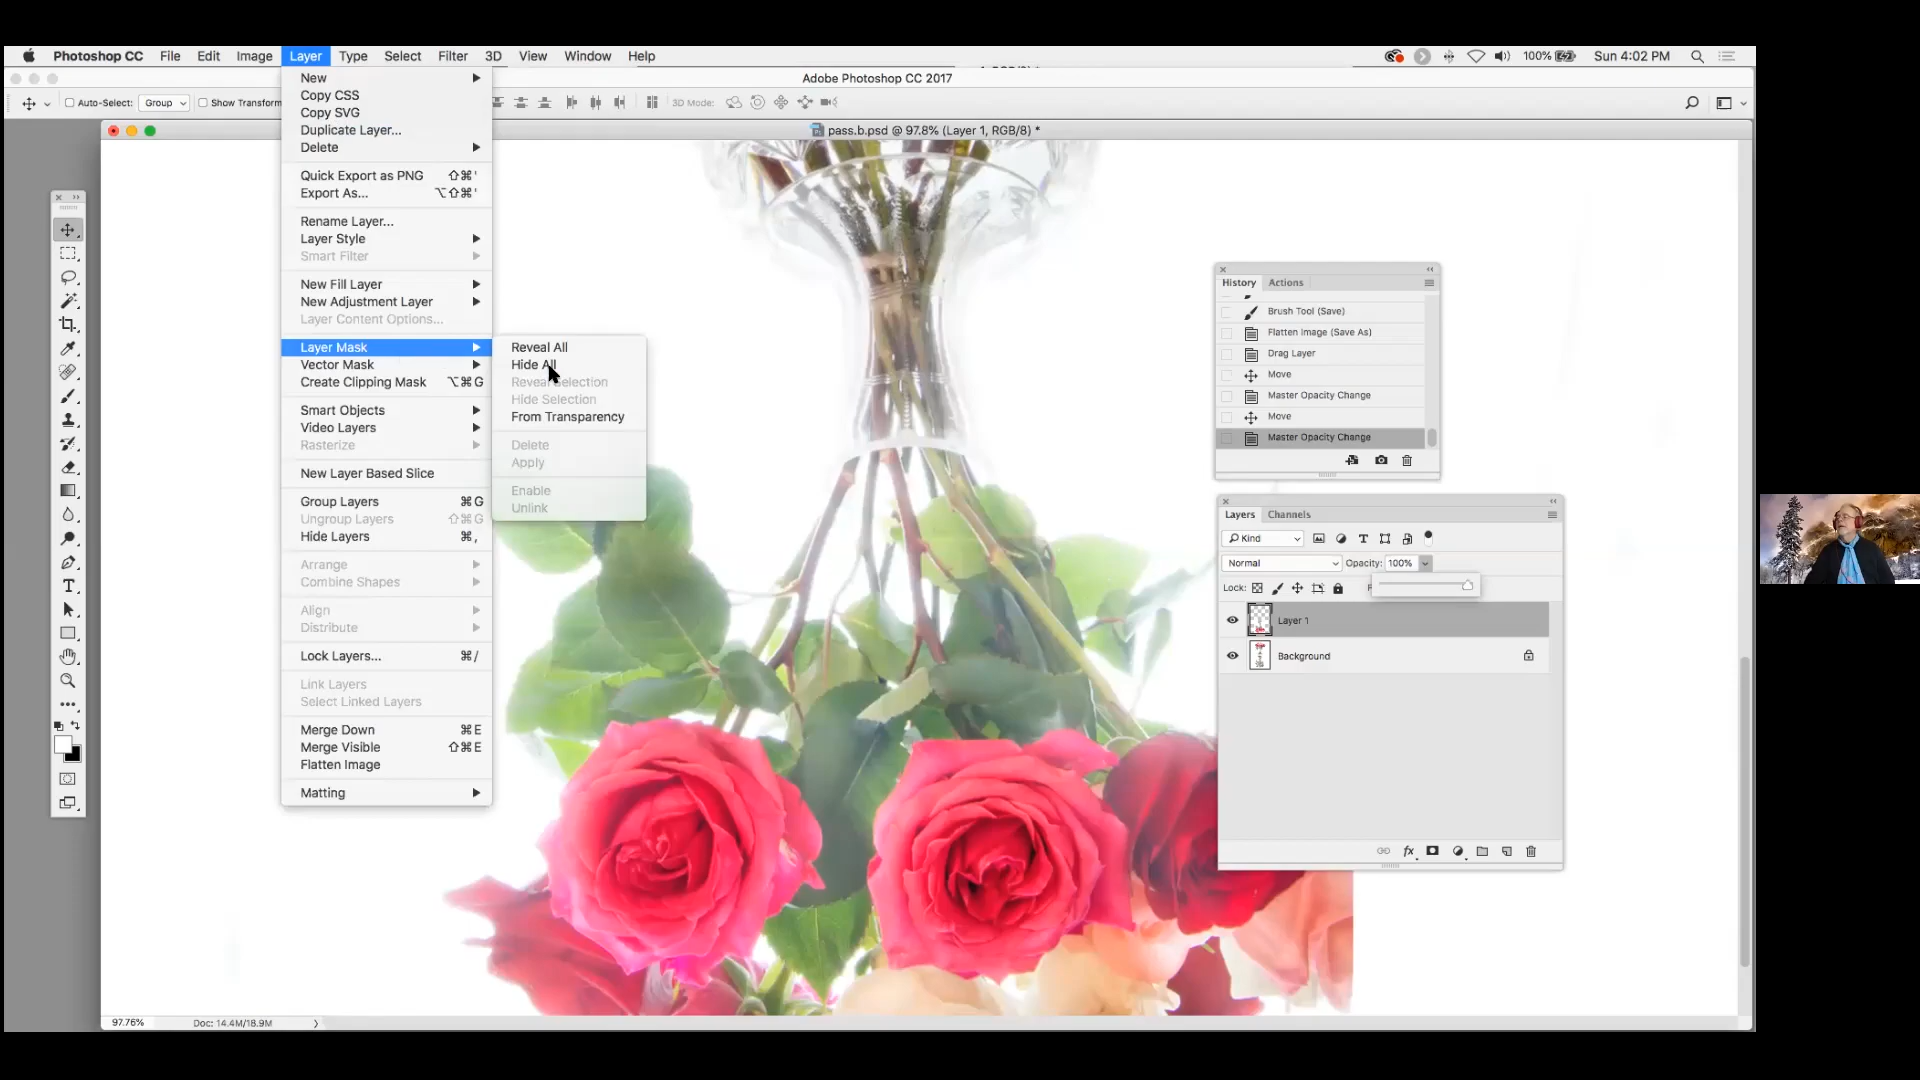 Photoshop CC File Edit Image Layer Type Select Filter 3D View Window Help 100% Sun 4:02 PM
Adobe Photoshop CC 2017
Auto-Select: Group Show Transform 3D Mode:
pass.b.psd @ 97.8% (Layer 1, RGB/8) *
New
Copy CSS
Copy SVG
Duplicate Layer...
Delete
Quick Export as PNG ⇧⌘'
Export As... ⌥⇧⌘'
Rename Layer...
Layer Style
Smart Filter
New Fill Layer
New Adjustment Layer
Layer Content Options...
Layer Mask
Vector Mask
Create Clipping Mask ⌥⌘G
Smart Objects
Video Layers
Rasterize
New Layer Based Slice
Group Layers ⌘G
Ungroup Layers ⇧⌘G
Hide Layers ⌘,
Arrange
Combine Shapes
Align
Distribute
Lock Layers... ⌘/
Link Layers
Select Linked Layers
Merge Down ⌘E
Merge Visible ⇧⌘E
Flatten Image
Matting
Reveal All
Hide All
Reveal Selection
Hide Selection
From Transparency
Delete
Apply
Enable
Unlink
History Actions
Brush Tool (Save)
Flatten Image (Save As)
Drag Layer
Move
Master Opacity Change
Move
Master Opacity Change
Layers Channels
Kind
Normal Opacity: 100%
Lock:
Layer 1
Background
fx
97.76% Doc: 14.4M/18.9M